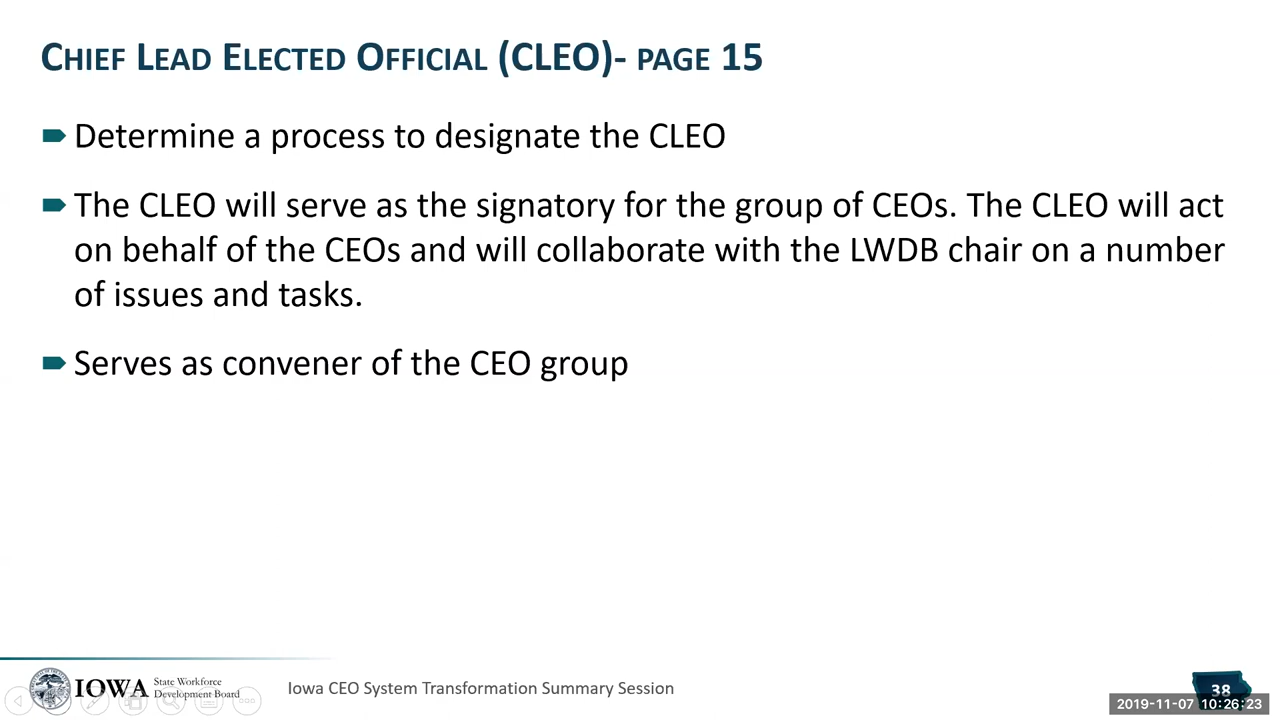 CHIEF LEAD ELECTED OFFICIAL (CLEO)- PAGE 15
Determine a process to designate the CLEO
The CLEO will serve as the signatory for the group of CEOs. The CLEO will act
on behalf of the CEOs and will collaborate with the LWDB chair on a number
of issues and tasks.
Serves as convener of the CEO group
IOWA
State Workforce
Development Board
Iowa CEO System Transformation Summary Session
38
2019-11-07 10:26:23